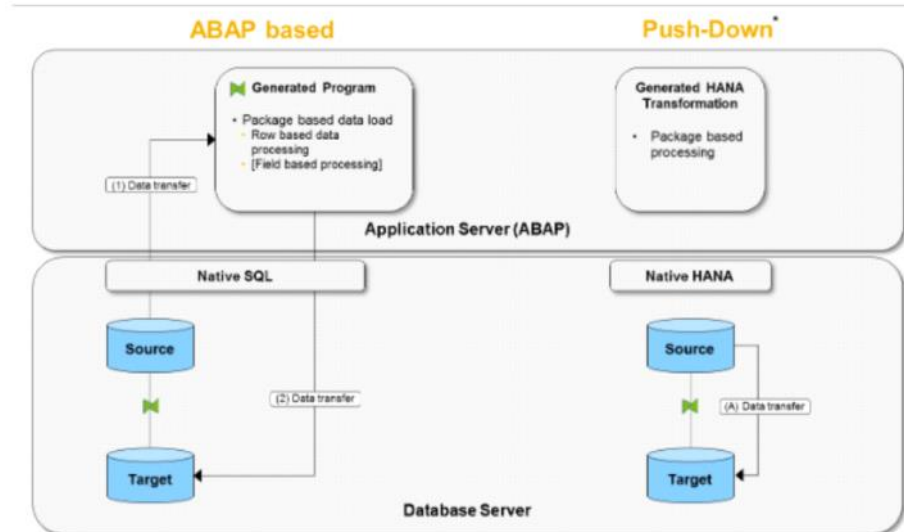 ABAP based
Push-Down*
Generated Program
• Package based data load
• Row based data
processing
• [Field based processing]
Generated HANA
Transformation
• Package based
processing
(1) Data transfer
Application Server (ABAP)
Native SQL
Native HANA
Source
Source
(2) Data transfer
(A) Data transfer
Target
Target
Database Server